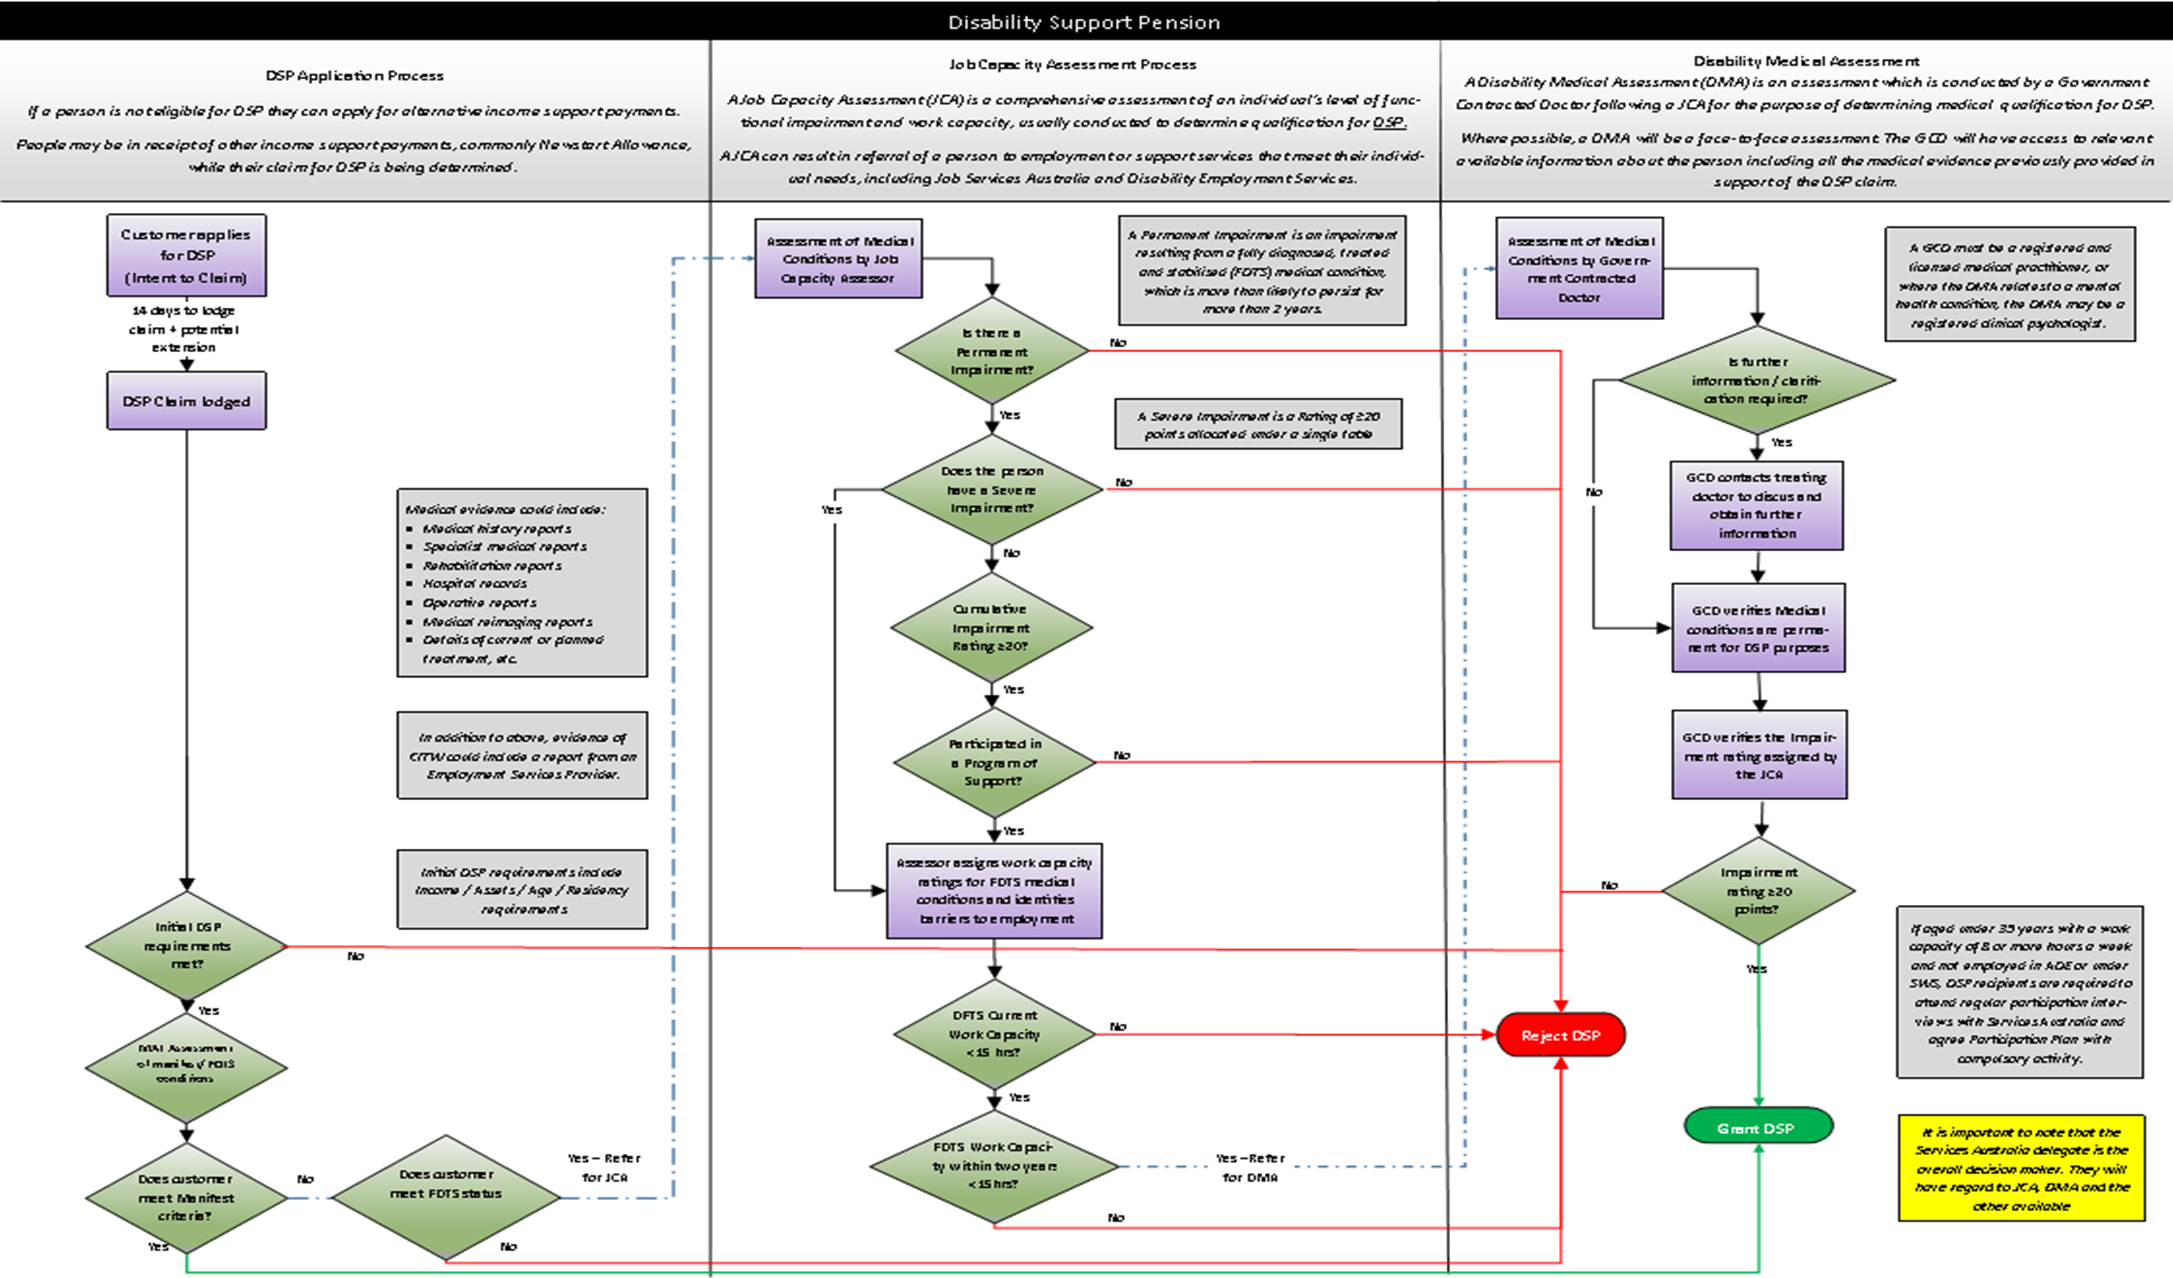 Disability Support Pension
DSP Application Process
If a person is not eligible for DSP they can apply for alternative income support payments.
People may be in receipt of other income support payments, commonly Newstart Allowance,
while their claim for DSP is being determined.
Job Capacity Assessment Process
A Job Capacity Assessment (JCA) is a comprehensive assessment of an individual's level of func-
tional impairment and work capacity, usually conducted to determine qualification for DSP.
A JCA can result in referral of a person to employment or support services that meet their individ-
ual needs, including Job Services Australia and Disability Employment Services.
Disability Medical Assessment
A Disability Medical Assessment (DMA) is an assessment which is conducted by a Government
Contracted Doctor following a JCA for the purpose of determining medical qualification for DSP.
Where possible, a DMA will be a face-to-face assessment. The GCD will have access to relevant
available information about the person including all the medical evidence previously provided in
support of the DSP claim.
Customer applies
for DSP
(Intent to Claim)
14 days to lodge
claim + potential
extension
DSP Claim lodged
Medical evidence could include:
▪ Medical history reports
▪ Specialist medical reports
▪ Rehabilitation reports
▪ Hospital records
▪ Operative reports
▪ Medical reimaging reports
▪ Details of current or planned
treatment, etc.
In addition to above, evidence of
CITW could include a report from an
Employment Services Provider.
Initial DSP requirements include
Income / Assets / Age / Residency
requirements
Initial DSP
requirements
met?
No
Yes
MAT Assessment
of manifest / FDTS
conditions
Does customer
meet Manifest
criteria?
No
Yes
Does customer
meet FDTS status
Yes – Refer
for JCA
No
Assessment of Medical
Conditions by Job
Capacity Assessor
A Permanent Impairment is an impairment
resulting from a fully diagnosed, treated
and stabilised (FDTS) medical condition,
which is more than likely to persist for
more than 2 years.
Is there a
Permanent
Impairment?
No
Yes
A Severe Impairment is a Rating of ≥20
points allocated under a single table
Does the person
have a Severe
Impairment?
No
Yes
No
Cumulative
Impairment
Rating ≥20?
Yes
Participated in
a Program of
Support?
No
Yes
Assessor assigns work capacity
ratings for FDTS medical
conditions and identifies
barriers to employment
DFTS Current
Work Capacity
<15 hrs?
No
Yes
FDTS Work Capaci-
ty within two years
<15 hrs?
Yes – Refer
for DMA
No
Assessment of Medical
Conditions by Govern-
ment Contracted
Doctor
A GCD must be a registered and
licensed medical practitioner, or
where the DMA relates to a mental
health condition, the DMA may be a
registered clinical psychologist.
Is further
information / clarifi-
cation required?
Yes
No
GCD contacts treating
doctor to discuss and
obtain further
information
GCD verifies Medical
conditions are perma-
nent for DSP purposes
GCD verifies the Impair-
ment rating assigned by
the JCA
Impairment
rating ≥20
points?
No
Yes
Reject DSP
Grant DSP
If aged under 35 years with a work
capacity of 8 or more hours a week
and not employed in ADE or under
SWS, DSP recipients are required to
attend regular participation inter-
views with Services Australia and
agree Participation Plan with
compulsory activity.
It is important to note that the
Services Australia delegate is the
overall decision maker. They will
have regard to JCA, DMA and the
other available